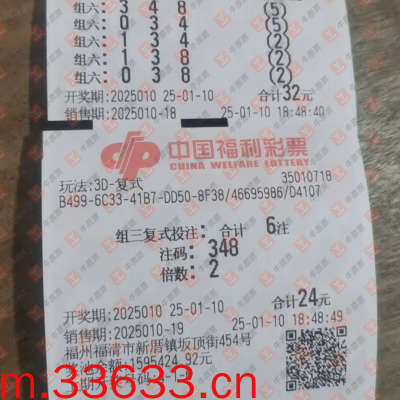 组六: 3 4 8 (5)
组六: 0 3 4 (5)
组六: 1 3 4 (2)
组六: 1 3 8 (2)
组六: 0 3 8 (2)
开奖期:2025010 25-01-10 合计32元
销售期:2025010-18 25-01-10 18:48:40
中国福利彩票
CHINA WELFARE LOTTERY
玩法:3D-复式 35010718
B499-6C33-41B7-DD50-8F38/46695986/D4107
组三复式投注: 合计 6注
注码: 348
倍数: 2
开奖期:2025010 25-01-10 合计24元
销售期:2025010-19 25-01-10 18:48:49
福州福清市新厝镇坂顶街454号
1595424.92元
m.33633.cn